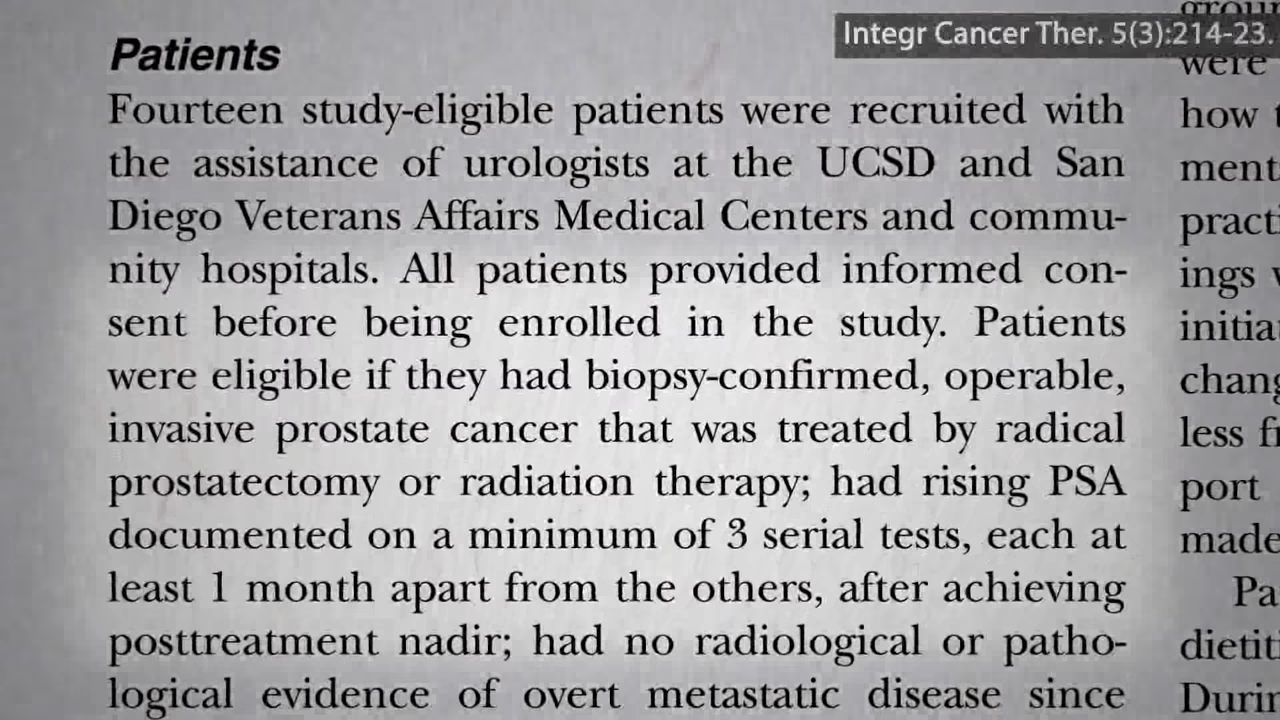 Integr Cancer Ther. 5(3):214-23.
Patients
Fourteen study-eligible patients were recruited with
the assistance of urologists at the UCSD and San
Diego Veterans Affairs Medical Centers and commu-
nity hospitals. All patients provided informed con-
sent before being enrolled in the study. Patients
were eligible if they had biopsy-confirmed, operable,
invasive prostate cancer that was treated by radical
prostatectomy or radiation therapy; had rising PSA
documented on a minimum of 3 serial tests, each at
least 1 month apart from the others, after achieving
posttreatment nadir; had no radiological or patho-
logical evidence of overt metastatic disease since
were
how
ment
practi
ings
initia
chang
less
port
made
Pa
dietit
Durin